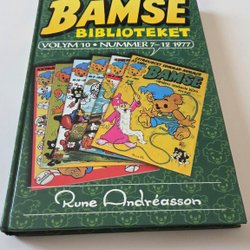 BAMSE
BIBLIOTEKET
VOLYM 10 • NUMMER 7-12 1977
BAMSE
Rune Andréasson